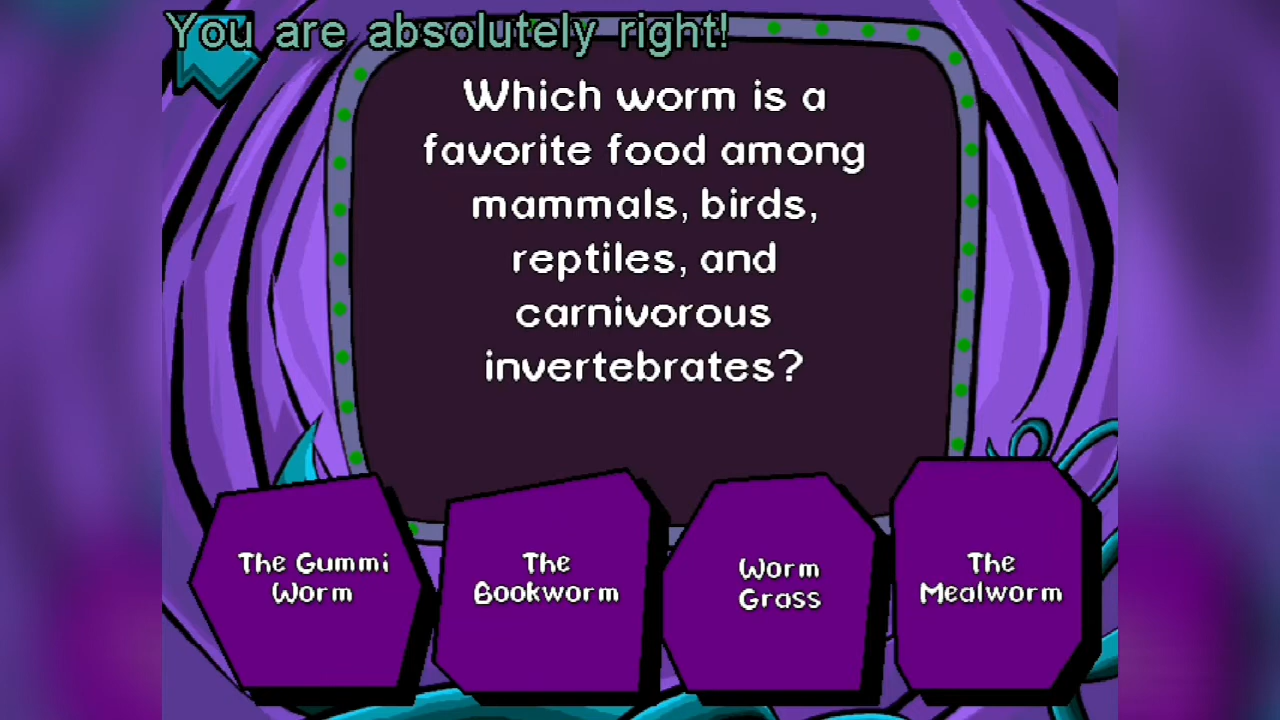 You are absolutely right!
Which worm is a
favorite food among
mammals, birds,
reptiles, and
carnivorous
invertebrates?
The Gummi
Worm
The
Bookworm
Worm
Grass
The
Mealworm